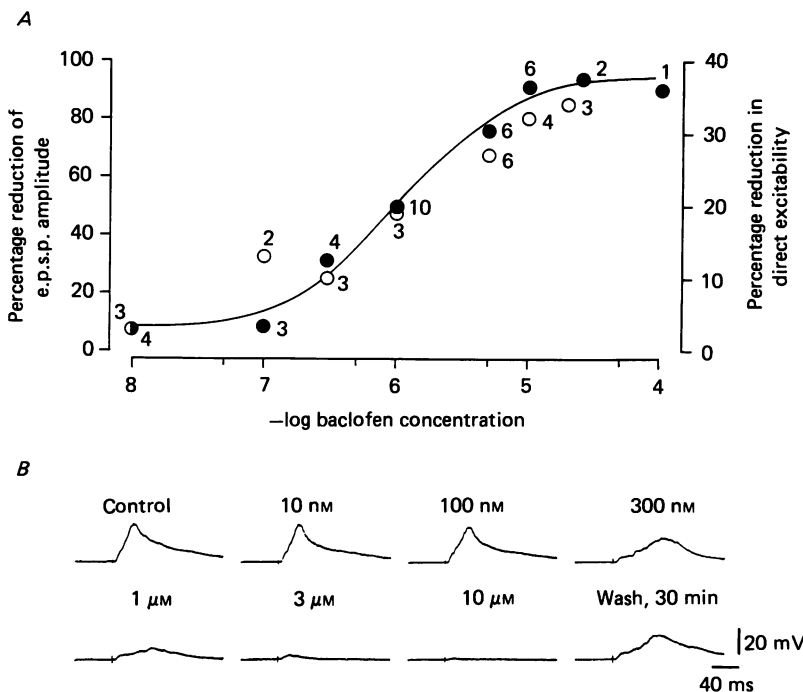 A
Percentage reduction of
e.p.s.p. amplitude
100
80
60
40
20
0
40
30
20
10
0
Percentage reduction in
direct excitability
3
4
2
3
4
3
10
3
6
6
6
4
2
3
1
8
7
6
5
4
−log baclofen concentration
B
Control
10 nM
100 nM
300 nM
1 μM
3 μM
10 μM
Wash, 30 min
20 mV
40 ms